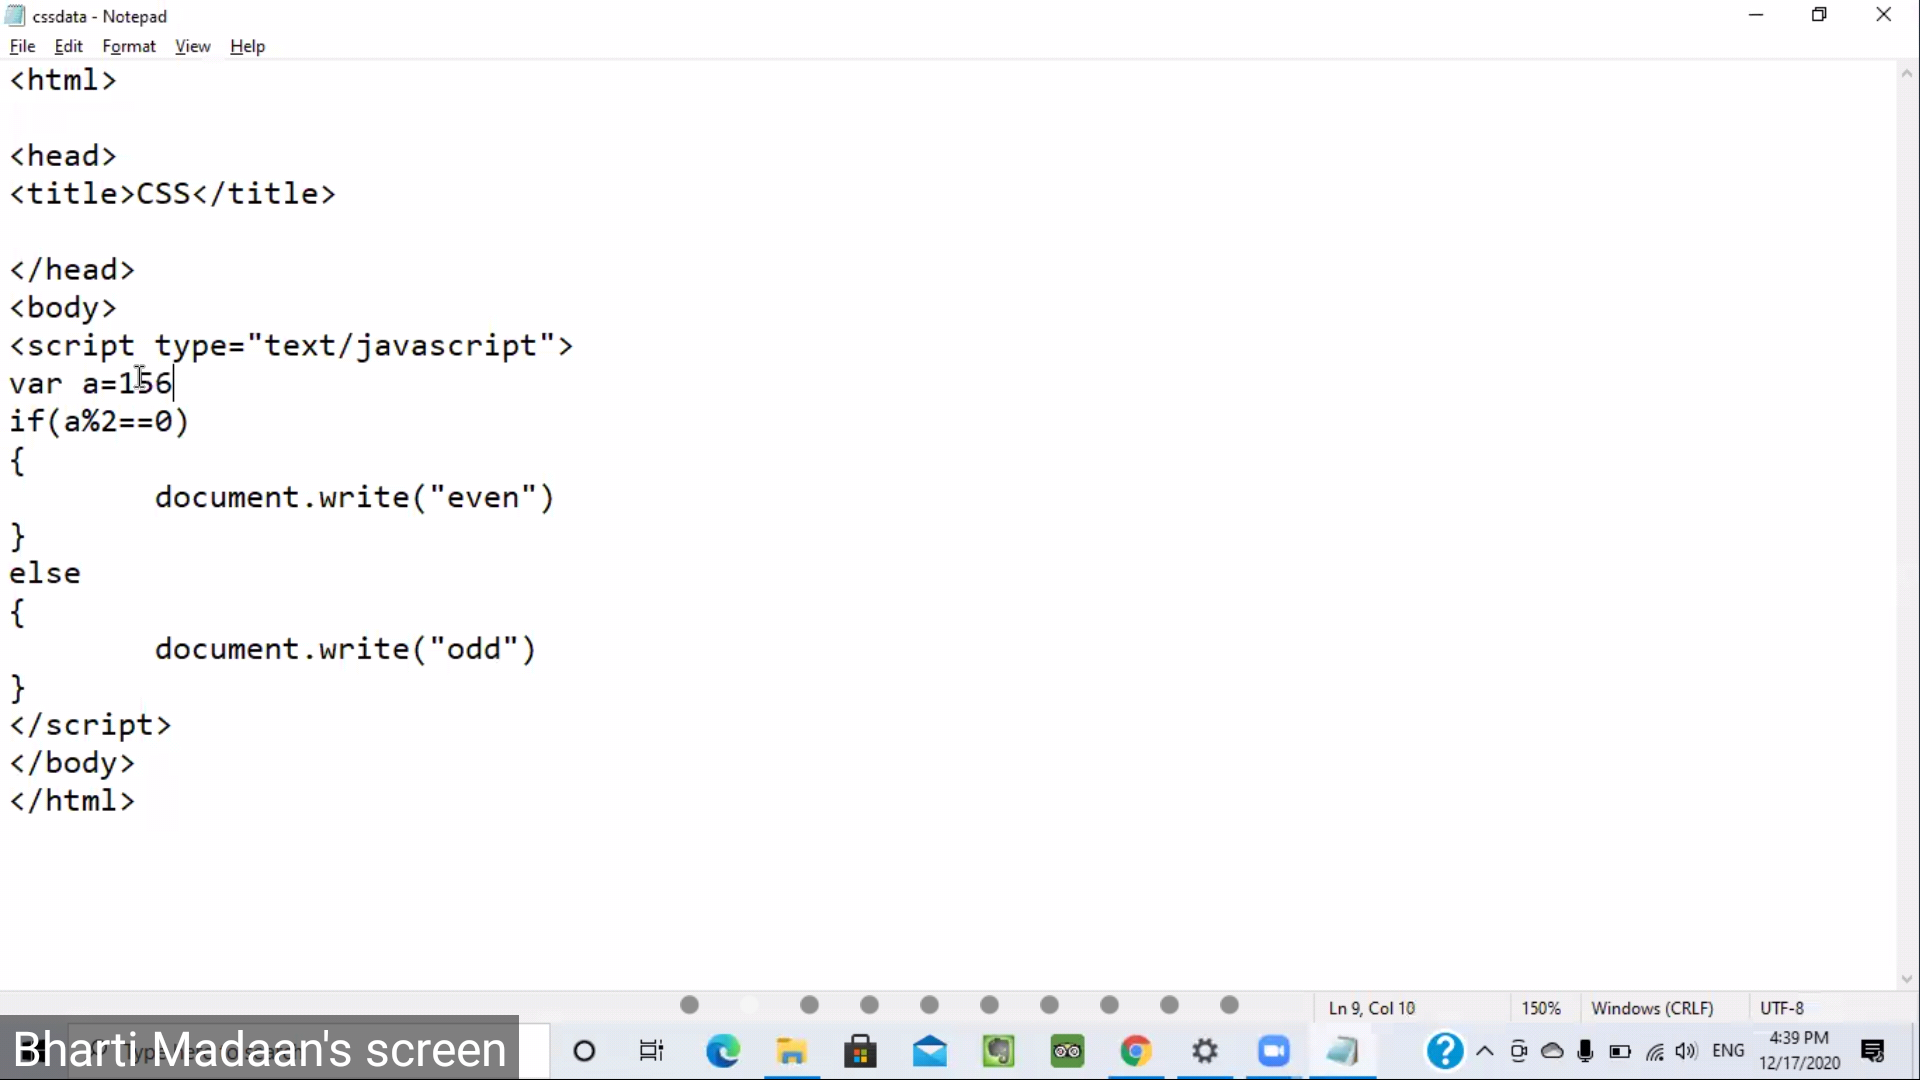 cssdata - Notepad
File Edit Format View Help
<html>
<head>
<title>CSS</title>
</head>
<body>
<script type="text/javascript">
var a=156
if(a%2==0)
{
document.write("even")
}
else
{
document.write("odd")
}
</script>
</body>
</html>
Ln 9, Col 10 150% Windows (CRLF) UTF-8
Bharti Madaan's screen
ENG
4:39 PM
12/17/2020